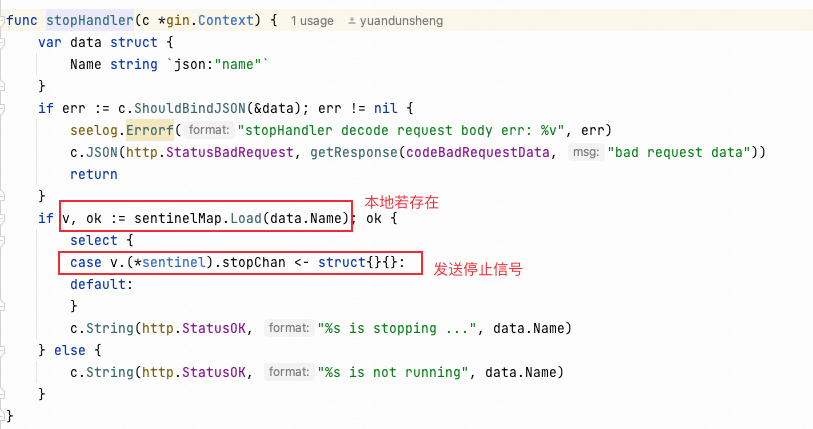 func stopHandler(c *gin.Context) { 1 usage yuandunsheng
var data struct {
Name string `json:"name"`
}
if err := c.ShouldBindJSON(&data); err != nil {
seelog.Errorf( format: "stopHandler decode request body err: %v", err)
c.JSON(http.StatusBadRequest, getResponse(codeBadRequestData, msg: "bad request data"))
return
}
本地若存在
if v, ok := sentinelMap.Load(data.Name); ok {
select {
case v.(*sentinel).stopChan <- struct{}{}: 发送停止信号
default:
}
c.String(http.StatusOK, format: "%s is stopping ...", data.Name)
} else {
c.String(http.StatusOK, format: "%s is not running", data.Name)
}
}